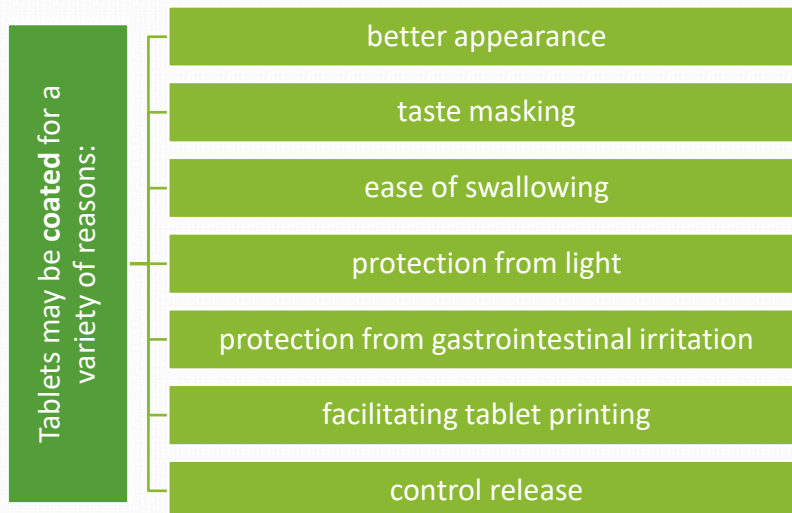 Tablets may be coated for a
variety of reasons:
better appearance
taste masking
ease of swallowing
protection from light
protection from gastrointestinal irritation
facilitating tablet printing
control release